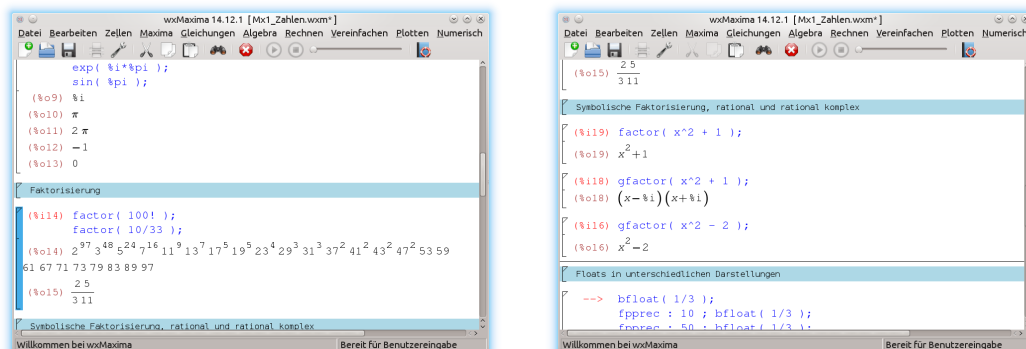 wxMaxima 14.12.1 [Mx1_Zahlen.wxm*]
Datei Bearbeiten Zellen Maxima Gleichungen Algebra Rechnen Vereinfachen Plotten Numerisch
exp( %i*%pi );
sin( %pi );
(%o9) %i
(%o10) π
(%o11) 2 π
(%o12) −1
(%o13) 0
Faktorisierung
(%i14) factor( 100! );
factor( 10/33 );
(%o14) 2^97 3^48 5^24 7^16 11^9 13^7 17^5 19^5 23^4 29^3 31^3 37^2 41^2 43^2 47^2 53 59
61 67 71 73 79 83 89 97
(%o15) 2 5
3 11
Symbolische Faktorisierung, rational und rational komplex
Willkommen bei wxMaxima Bereit für Benutzereingabe
wxMaxima 14.12.1 [Mx1_Zahlen.wxm*]
Datei Bearbeiten Zellen Maxima Gleichungen Algebra Rechnen Vereinfachen Plotten Numerisch
(%o15) 2 5
3 11
Symbolische Faktorisierung, rational und rational komplex
(%i19) factor( x^2 + 1 );
(%o19) x^2+1
(%i18) gfactor( x^2 + 1 );
(%o18) (x−%i)(x+%i)
(%i16) gfactor( x^2 - 2 );
(%o16) x^2−2
Floats in unterschiedlichen Darstellungen
--> bfloat( 1/3 );
fpprec : 10 ; bfloat( 1/3 );
fpprec : 50 ; bfloat( 1/3 );
Willkommen bei wxMaxima Bereit für Benutzereingabe